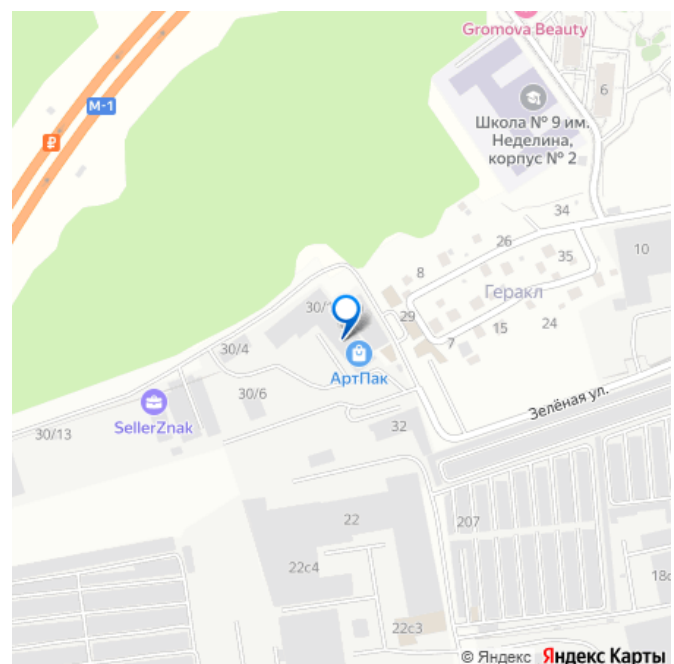 Gromova Beauty
6
М-1
₽
Школа № 9 им.
Неделина,
корпус № 2
34
26
35
10
8
Геракл
30/1
29
7
15
24
30/4
АртПак
Зелёная ул.
30/6
SellerZnak
30/13
32
22
207
22с4
18с
22с3
© Яндекс Яндекс Карты